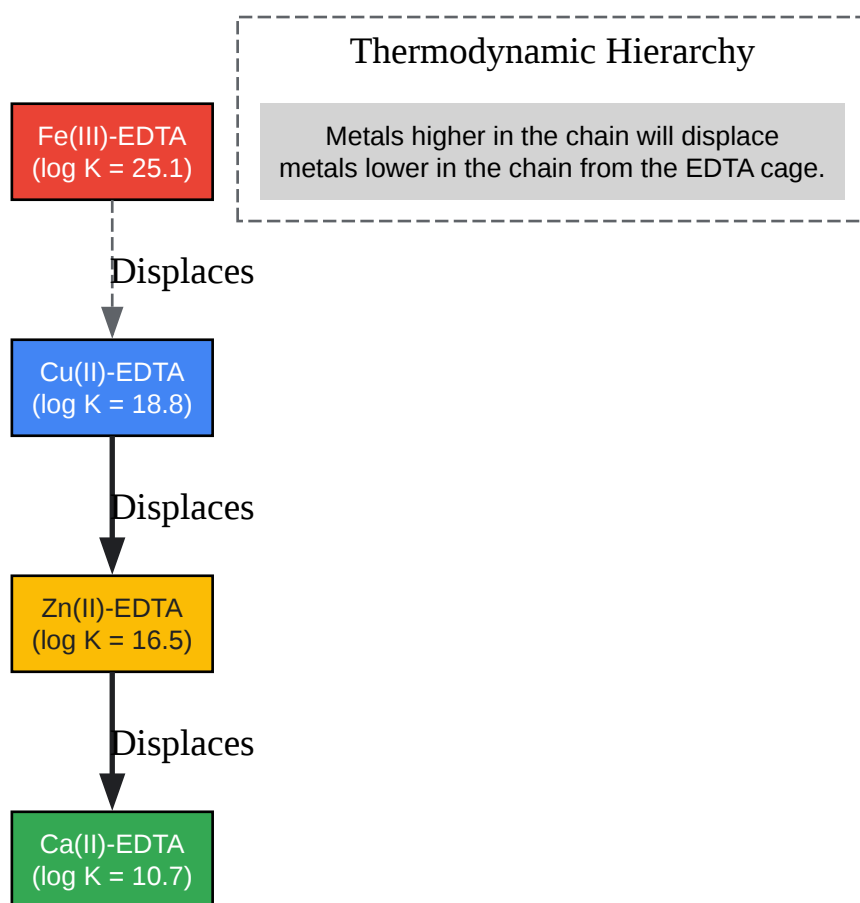 Thermodynamic Hierarchy
Metals higher in the chain will displace
metals lower in the chain from the EDTA cage.
Fe(III)-EDTA
(log K = 25.1)
Displaces
Cu(II)-EDTA
(log K = 18.8)
Displaces
Zn(II)-EDTA
(log K = 16.5)
Displaces
Ca(II)-EDTA
(log K = 10.7)